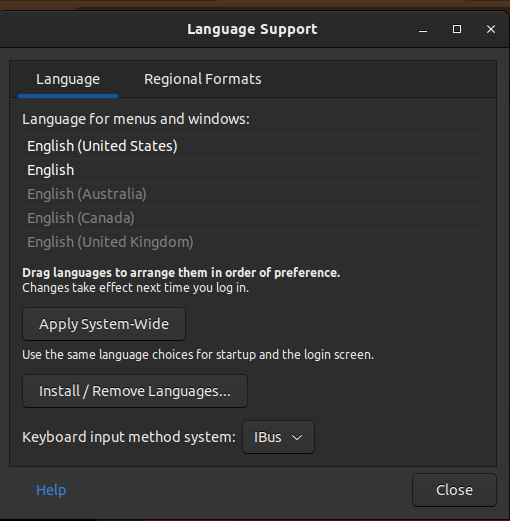 Language Support
Language
Regional Formats
Language for menus and windows:
English (United States)
English
English (Australia)
English (Canada)
English (United Kingdom)
Drag languages to arrange them in order of preference.
Changes take effect next time you log in.
Apply System-Wide
Use the same language choices for startup and the login screen.
Install / Remove Languages...
Keyboard input method system: IBus
Help
Close